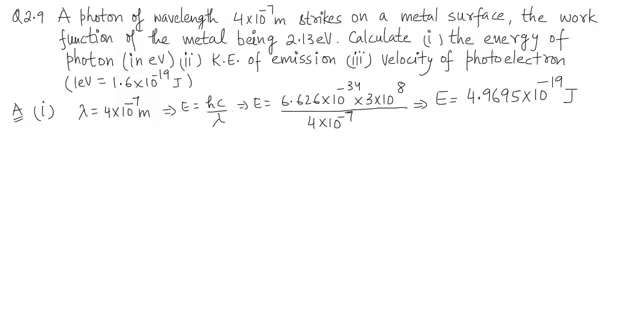 Q2.9 A photon of wavelength 4×10⁻⁷m strikes on a metal surface, the work
function of the metal being 2.13eV. Calculate (i) the energy of
photon (in eV) (ii) K.E. of emission (iii) velocity of photoelectron
(1eV = 1.6×10⁻¹⁹J)
A (i) λ = 4×10⁻⁷m ⇒ E = hc/λ ⇒ E = 6.626×10⁻³⁴×3×10⁸/4×10⁻⁷ ⇒ E = 4.9695×10⁻¹⁹J